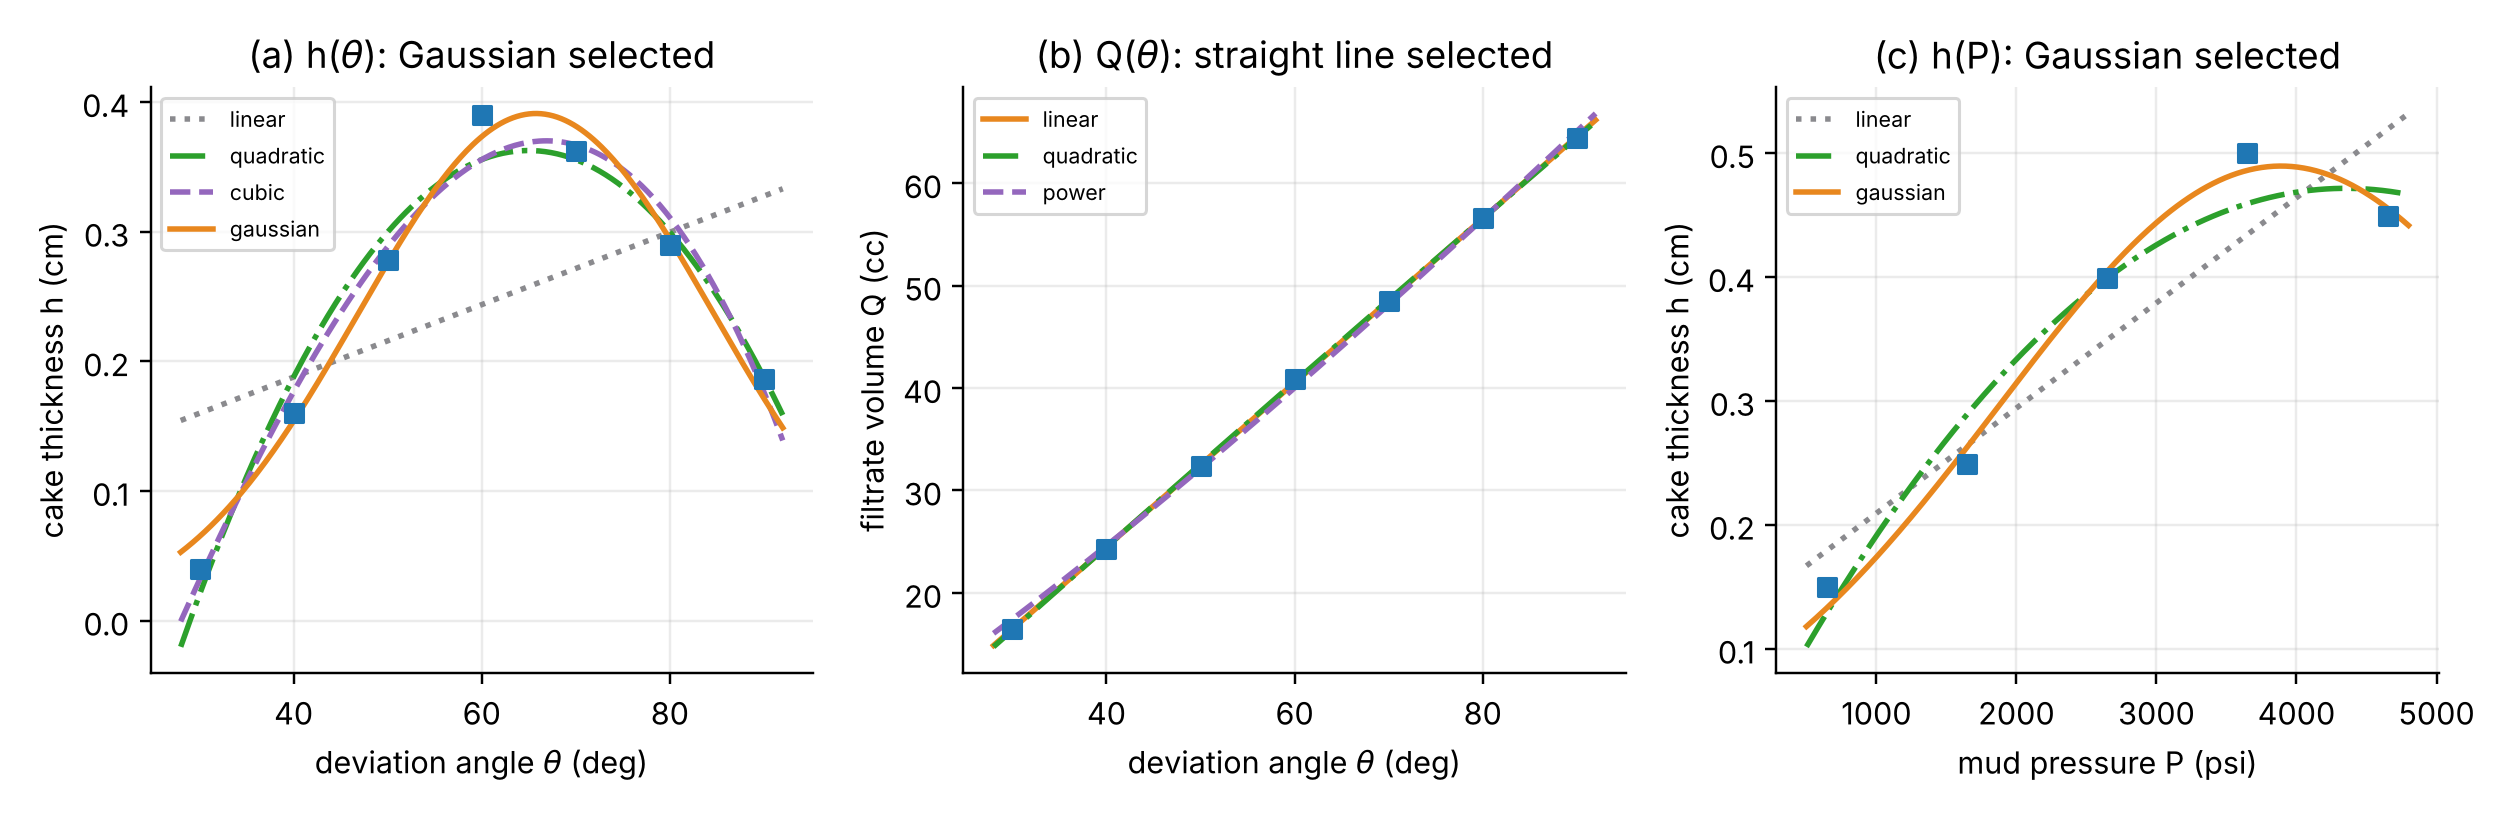 (a) h(θ): Gaussian selected
0.4
0.3
0.2
0.1
0.0
cake thickness h (cm)
linear
quadratic
cubic
gaussian
40
60
80
deviation angle θ (deg)
(b) Q(θ): straight line selected
60
50
40
30
20
filtrate volume Q (cc)
linear
quadratic
power
40
60
80
deviation angle θ (deg)
(c) h(P): Gaussian selected
0.5
0.4
0.3
0.2
0.1
cake thickness h (cm)
linear
quadratic
gaussian
1000
2000
3000
4000
5000
mud pressure P (psi)